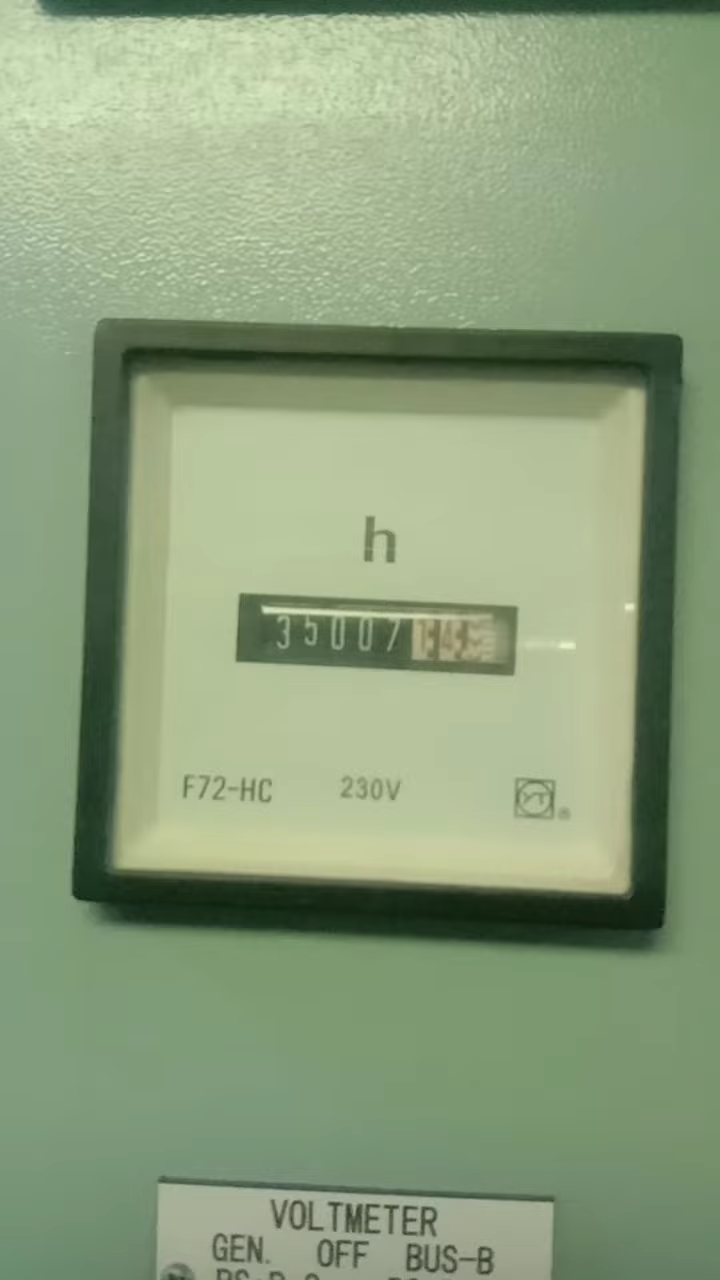 h
35007
F72-HC 230V
VOLTMETER
GEN. OFF BUS-B